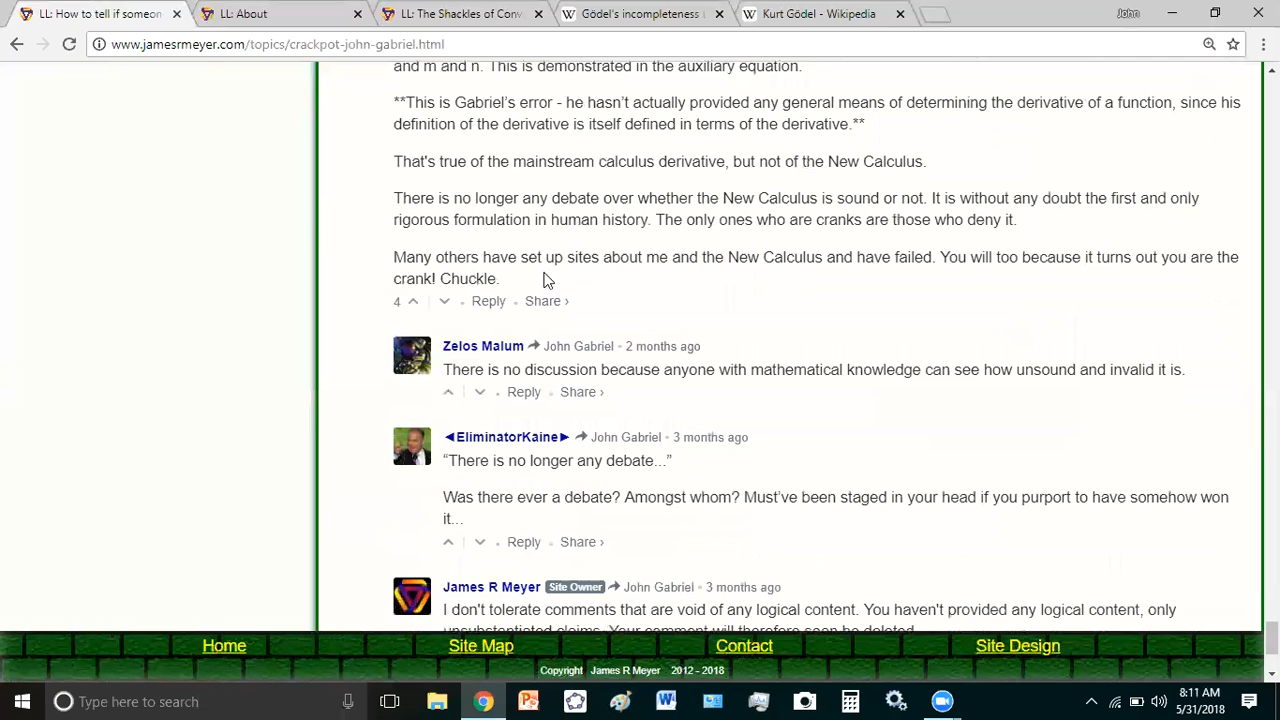 LL: How to tell if someon
LL: About
LL: The Shackles of Conv
Gödel's incompleteness
Kurt Gödel - Wikipedia
John
www.jamesrmeyer.com/topics/crackpot-john-gabriel.html
and m and n. This is demonstrated in the auxiliary equation.
**This is Gabriel's error - he hasn't actually provided any general means of determining the derivative of a function, since his
definition of the derivative is itself defined in terms of the derivative.**
That's true of the mainstream calculus derivative, but not of the New Calculus.
There is no longer any debate over whether the New Calculus is sound or not. It is without any doubt the first and only
rigorous formulation in human history. The only ones who are cranks are those who deny it.
Many others have set up sites about me and the New Calculus and have failed. You will too because it turns out you are the
crank! Chuckle.
4 Reply Share ›
Zelos Malum John Gabriel • 2 months ago
There is no discussion because anyone with mathematical knowledge can see how unsound and invalid it is.
Reply Share ›
◄EliminatorKaine► John Gabriel • 3 months ago
“There is no longer any debate...”
Was there ever a debate? Amongst whom? Must've been staged in your head if you purport to have somehow won
it...
Reply Share ›
James R Meyer Site Owner John Gabriel • 3 months ago
I don't tolerate comments that are void of any logical content. You haven't provided any logical content, only
unsubstantiated claims. Your comment will therefore soon be deleted.
Home
Site Map
Contact
Site Design
Copyright James R Meyer 2012 - 2018
Type here to search
8:11 AM
5/31/2018